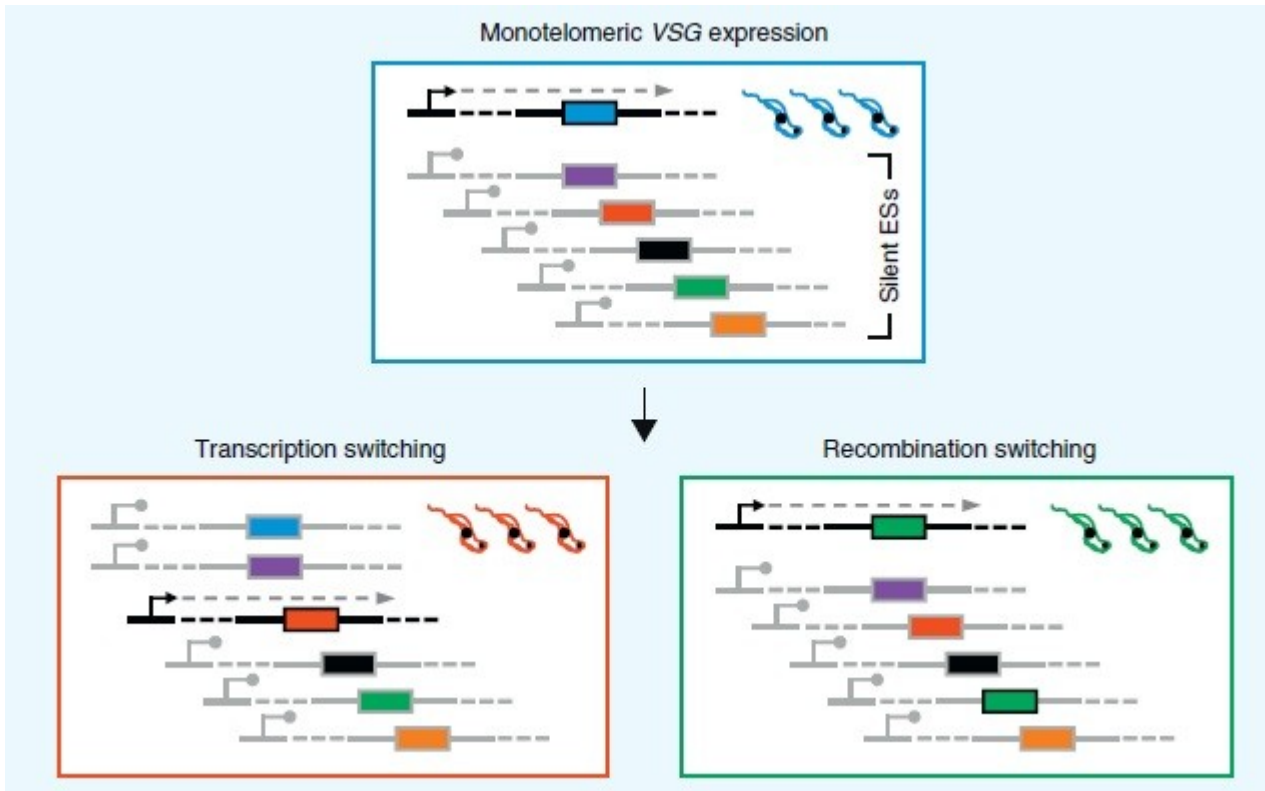 Monotelomeric VSG expression
Silent ESs
Transcription switching
Recombination switching